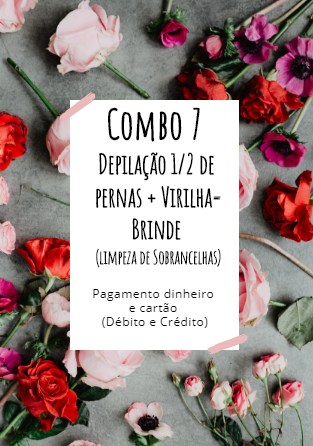 Combo 7
Depilação 1/2 de
pernas + Virilha=
Brinde
(limpeza de Sobrancelhas)
Pagamento dinheiro
e cartão
(Débito e Crédito)